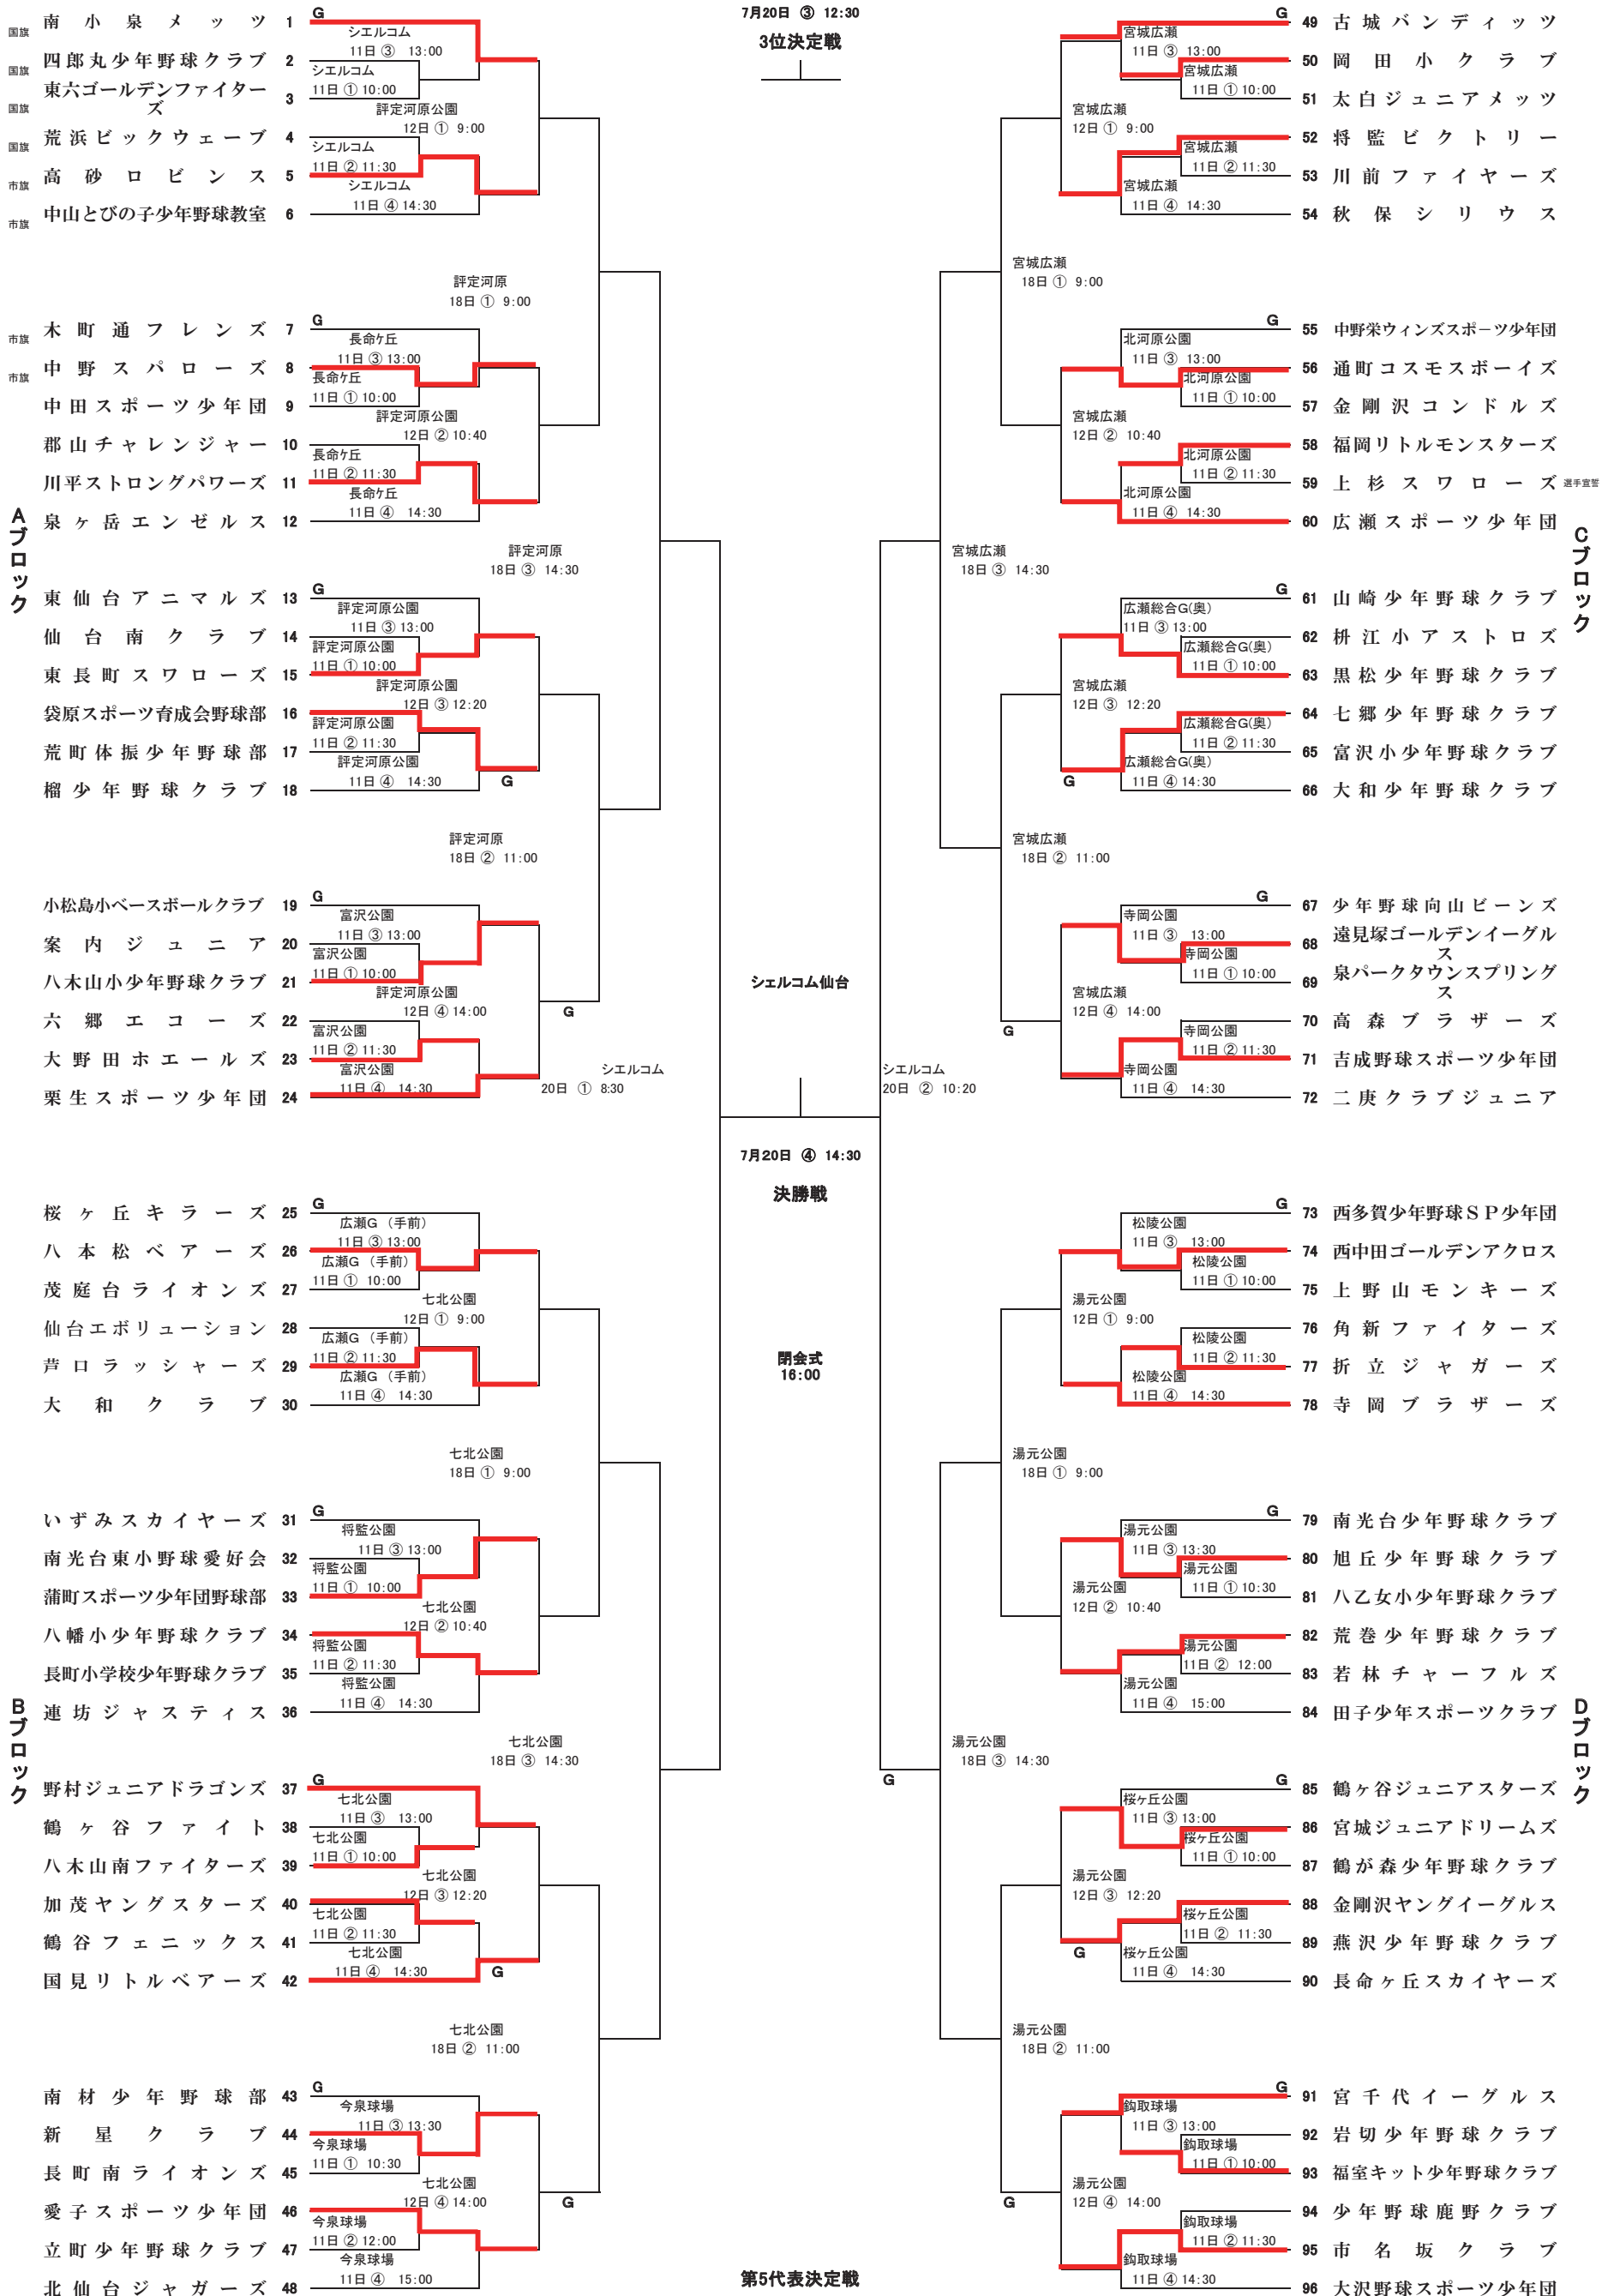 7月20日 ③ 12:30
3位決定戦
国旗 南小泉メッツ 1 G
シエルコム
11日 ③ 13:00
国旗 四郎丸少年野球クラブ 2
シエルコム
11日 ① 10:00
国旗 東六ゴールデンファイターズ 3
評定河原公園
12日 ① 9:00
国旗 荒浜ビックウェーブ 4
シエルコム
11日 ② 11:30
市旗 高砂ロビンス 5
シエルコム
11日 ④ 14:30
市旗 中山とびの子少年野球教室 6
評定河原
18日 ① 9:00
市旗 木町通フレンズ 7 G
長命ケ丘
11日 ③ 13:00
市旗 中野スパローズ 8
長命ケ丘
11日 ① 10:00
中田スポーツ少年団 9
評定河原公園
12日 ② 10:40
郡山チャレンジャー 10
長命ケ丘
11日 ② 11:30
川平ストロングパワーズ 11
長命ケ丘
11日 ④ 14:30
泉ヶ岳エンゼルス 12
Aブロック
評定河原
18日 ③ 14:30
東仙台アニマルズ 13 G
評定河原公園
11日 ③ 13:00
仙台南クラブ 14
評定河原公園
11日 ① 10:00
東長町スワローズ 15
評定河原公園
12日 ③ 12:20
袋原スポーツ育成会野球部 16
評定河原公園
11日 ② 11:30
荒町体振少年野球部 17
評定河原公園
11日 ④ 14:30
G
榴少年野球クラブ 18
評定河原
18日 ② 11:00
小松島小ベースボールクラブ 19 G
富沢公園
11日 ③ 13:00
案内ジュニア 20
富沢公園
11日 ① 10:00
八木山小少年野球クラブ 21
評定河原公園
12日 ④ 14:00
G
六郷エコーズ 22
富沢公園
11日 ② 11:30
大野田ホエールズ 23
富沢公園
11日 ④ 14:30
栗生スポーツ少年団 24
シエルコム
20日 ① 8:30
桜ヶ丘キラーズ 25 G
広瀬G (手前)
11日 ③ 13:00
八本松ベアーズ 26
広瀬G (手前)
11日 ① 10:00
茂庭台ライオンズ 27
七北公園
12日 ① 9:00
仙台エボリューション 28
広瀬G (手前)
11日 ② 11:30
芦口ラッシャーズ 29
広瀬G (手前)
11日 ④ 14:30
大和クラブ 30
七北公園
18日 ① 9:00
いずみスカイヤーズ 31 G
将監公園
11日 ③ 13:00
南光台東小野球愛好会 32
将監公園
11日 ① 10:00
蒲町スポーツ少年団野球部 33
七北公園
12日 ② 10:40
八幡小少年野球クラブ 34
将監公園
11日 ② 11:30
長町小学校少年野球クラブ 35
将監公園
11日 ④ 14:30
連坊ジャスティス 36
Bブロック
七北公園
18日 ③ 14:30
野村ジュニアドラゴンズ 37 G
七北公園
11日 ③ 13:00
鶴ヶ谷ファイト 38
七北公園
11日 ① 10:00
八木山南ファイターズ 39
七北公園
12日 ③ 12:20
加茂ヤングスターズ 40
七北公園
11日 ② 11:30
鶴谷フェニックス 41
七北公園
11日 ④ 14:30
G
国見リトルベアーズ 42
七北公園
18日 ② 11:00
南材少年野球部 43 G
今泉球場
11日 ③ 13:30
新星クラブ 44
今泉球場
11日 ① 10:30
長町南ライオンズ 45
七北公園
12日 ④ 14:00
G
愛子スポーツ少年団 46
今泉球場
11日 ② 12:00
立町少年野球クラブ 47
今泉球場
11日 ④ 15:00
北仙台ジャガーズ 48
シェルコム仙台
7月20日 ④ 14:30
決勝戦
閉会式
16:00
第5代表決定戦
G 49 古城バンディッツ
宮城広瀬
11日 ③ 13:00
50 岡田小クラブ
宮城広瀬
11日 ① 10:00
51 太白ジュニアメッツ
宮城広瀬
12日 ① 9:00
52 将監ビクトリー
宮城広瀬
11日 ② 11:30
53 川前ファイヤーズ
宮城広瀬
11日 ④ 14:30
54 秋保シリウス
宮城広瀬
18日 ① 9:00
G 55 中野栄ウィンズスポーツ少年団
北河原公園
11日 ③ 13:00
56 通町コスモスボーイズ
北河原公園
11日 ① 10:00
57 金剛沢コンドルズ
宮城広瀬
12日 ② 10:40
58 福岡リトルモンスターズ
北河原公園
11日 ② 11:30
59 上杉スワローズ 選手宣誓
北河原公園
11日 ④ 14:30
60 広瀬スポーツ少年団
Cブロック
宮城広瀬
18日 ③ 14:30
G 61 山崎少年野球クラブ
広瀬総合G(奥)
11日 ③ 13:00
62 枡江小アストロズ
広瀬総合G(奥)
11日 ① 10:00
63 黒松少年野球クラブ
宮城広瀬
12日 ③ 12:20
64 七郷少年野球クラブ
広瀬総合G(奥)
11日 ② 11:30
65 富沢小少年野球クラブ
広瀬総合G(奥)
11日 ④ 14:30
G
66 大和少年野球クラブ
宮城広瀬
18日 ② 11:00
G 67 少年野球向山ビーンズ
寺岡公園
11日 ③ 13:00
68 遠見塚ゴールデンイーグルス
寺岡公園
11日 ① 10:00
69 泉パークタウンスプリングス
宮城広瀬
12日 ④ 14:00
G
70 高森ブラザーズ
寺岡公園
11日 ② 11:30
71 吉成野球スポーツ少年団
寺岡公園
11日 ④ 14:30
72 二庚クラブジュニア
シエルコム
20日 ② 10:20
G 73 西多賀少年野球SP少年団
松陵公園
11日 ③ 13:00
74 西中田ゴールデンアクロス
松陵公園
11日 ① 10:00
75 上野山モンキーズ
湯元公園
12日 ① 9:00
76 角新ファイターズ
松陵公園
11日 ② 11:30
77 折立ジャガーズ
松陵公園
11日 ④ 14:30
78 寺岡ブラザーズ
湯元公園
18日 ① 9:00
G 79 南光台少年野球クラブ
湯元公園
11日 ③ 13:30
80 旭丘少年野球クラブ
湯元公園
11日 ① 10:30
81 八乙女小少年野球クラブ
湯元公園
12日 ② 10:40
82 荒巻少年野球クラブ
湯元公園
11日 ② 12:00
83 若林チャーフルズ
湯元公園
11日 ④ 15:00
84 田子少年スポーツクラブ
Dブロック
湯元公園
18日 ③ 14:30
G
G 85 鶴ヶ谷ジュニアスターズ
桜ヶ丘公園
11日 ③ 13:00
86 宮城ジュニアドリームズ
桜ヶ丘公園
11日 ① 10:00
87 鶴が森少年野球クラブ
湯元公園
12日 ③ 12:20
88 金剛沢ヤングイーグルス
桜ヶ丘公園
11日 ② 11:30
89 燕沢少年野球クラブ
G
桜ヶ丘公園
11日 ④ 14:30
90 長命ヶ丘スカイヤーズ
湯元公園
18日 ② 11:00
G 91 宮千代イーグルス
鈎取球場
11日 ③ 13:00
92 岩切少年野球クラブ
鈎取球場
11日 ① 10:00
93 福室キット少年野球クラブ
湯元公園
12日 ④ 14:00
G
94 少年野球鹿野クラブ
鈎取球場
11日 ② 11:30
95 市名坂クラブ
鈎取球場
11日 ④ 14:30
96 大沢野球スポーツ少年団